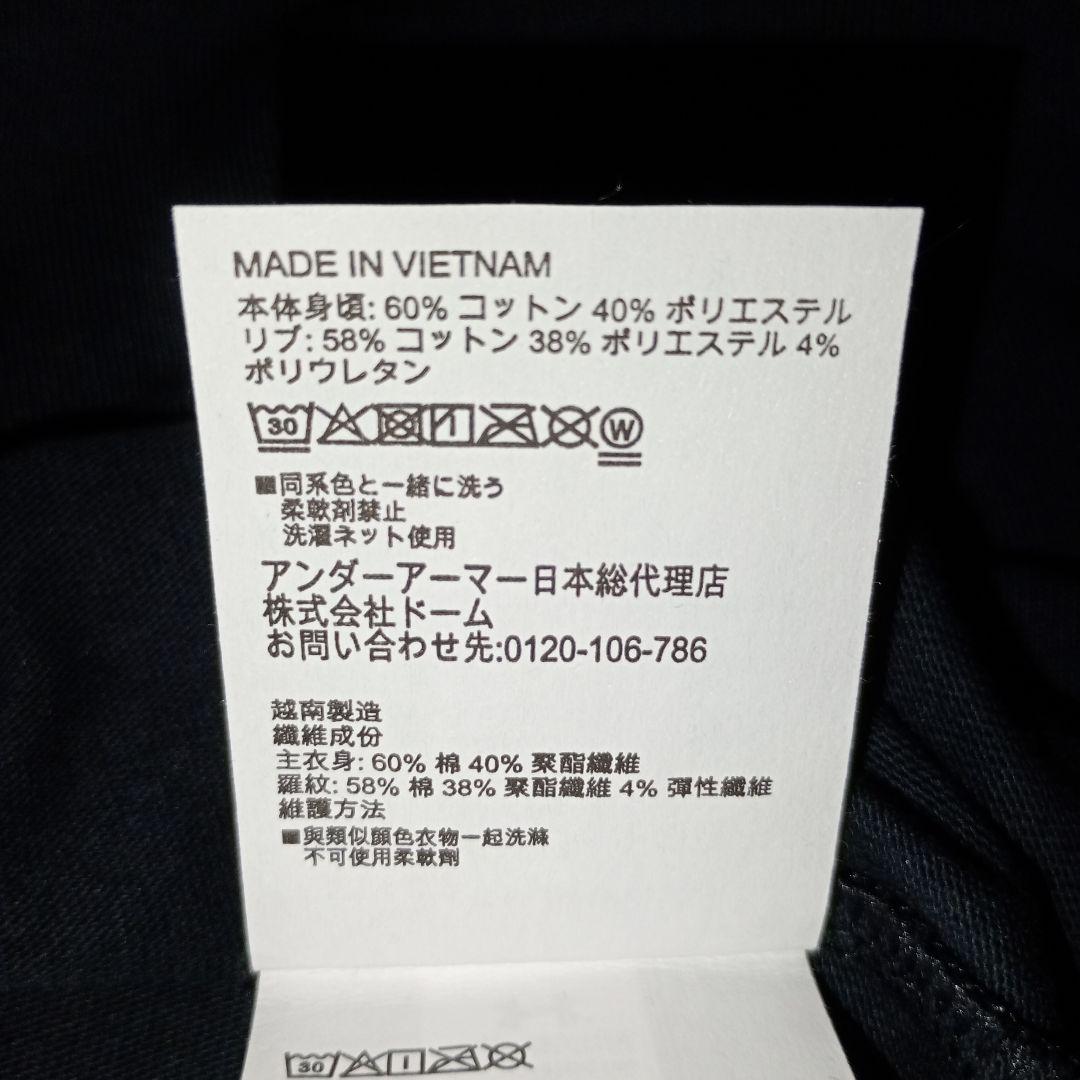 MADE IN VIETNAM
本体身頃: 60% コットン 40% ポリエステル
リブ: 58% コットン 38% ポリエステル 4%
ポリウレタン
30 W
■同系色と一緒に洗う
柔軟剤禁止
洗濯ネット使用
アンダーアーマー日本総代理店
株式会社ドーム
お問い合わせ先:0120-106-786
越南製造
纖維成份
主衣身: 60% 棉 40% 聚酯纖維
羅紋: 58% 棉 38% 聚酯纖維 4% 彈性纖維
維護方法
■與類似顏色衣物一起洗滌
不可使用柔軟劑
30